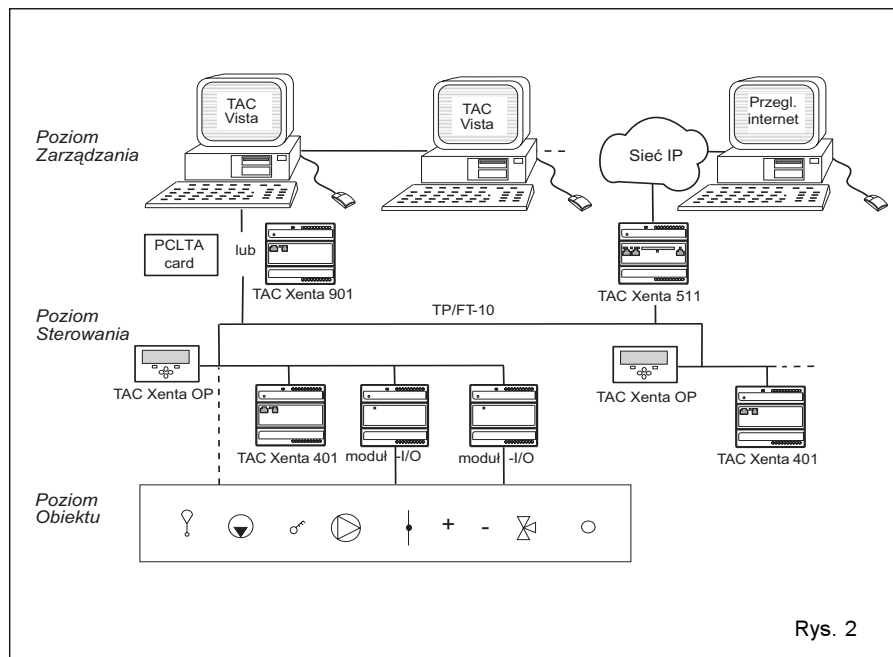 TAC
Vista
TAC
Vista
Przegl.
internet
Poziom
Zarządzania
Sieć IP
PCLTA
card
lub
TAC Xenta 901
TAC Xenta 511
TP/FT-10
Poziom
Sterowania
TAC Xenta OP
TAC Xenta OP
TAC Xenta 401
moduł -I/O
moduł -I/O
TAC Xenta 401
Poziom
Obiektu
+ -
Rys. 2